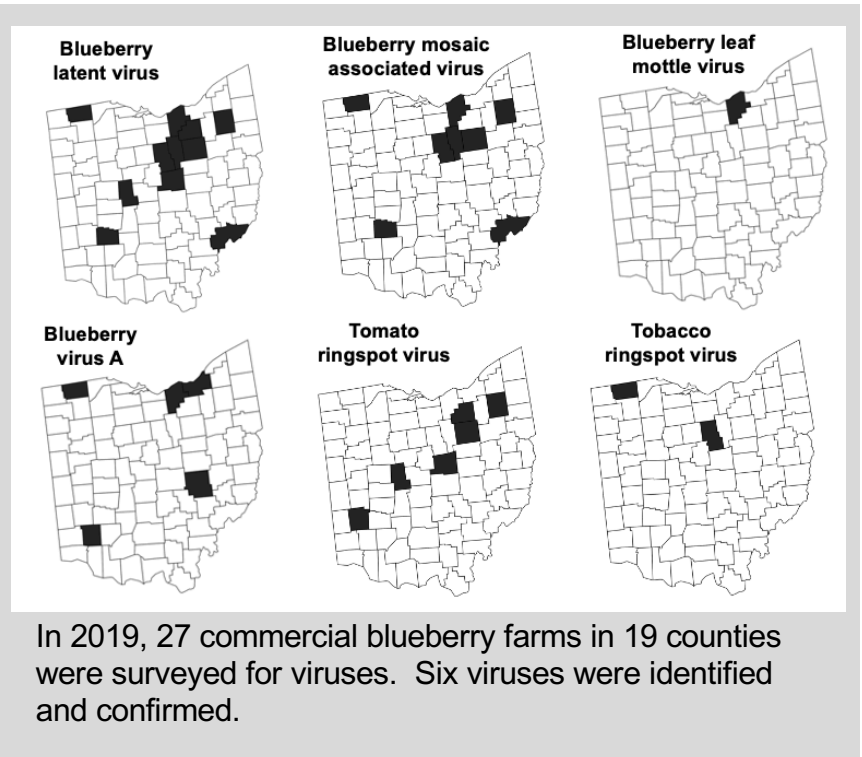 Blueberry
latent virus
Blueberry mosaic
associated virus
Blueberry leaf
mottle virus
Blueberry
virus A
Tomato
ringspot virus
Tobacco
ringspot virus
In 2019, 27 commercial blueberry farms in 19 counties
were surveyed for viruses.  Six viruses were identified
and confirmed.